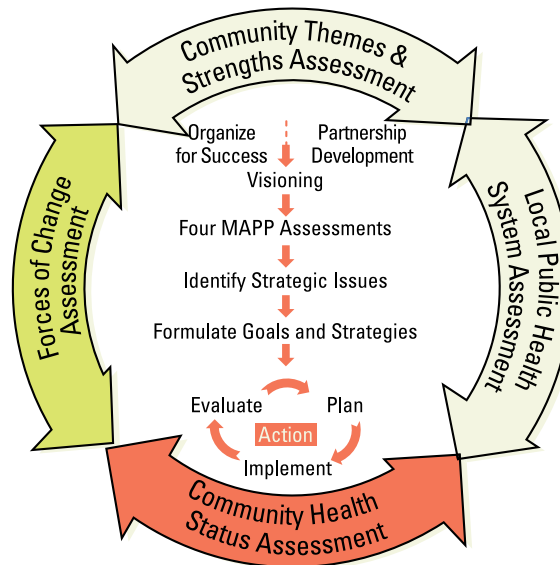 Community Themes &
Strengths Assessment
Organize
for Success
Partnership
Development
Visioning
Four MAPP Assessments
Identify Strategic Issues
Formulate Goals and Strategies
Evaluate
Plan
Action
Implement
Forces of Change
Assessment
Local Public Health
System Assessment
Community Health
Status Assessment